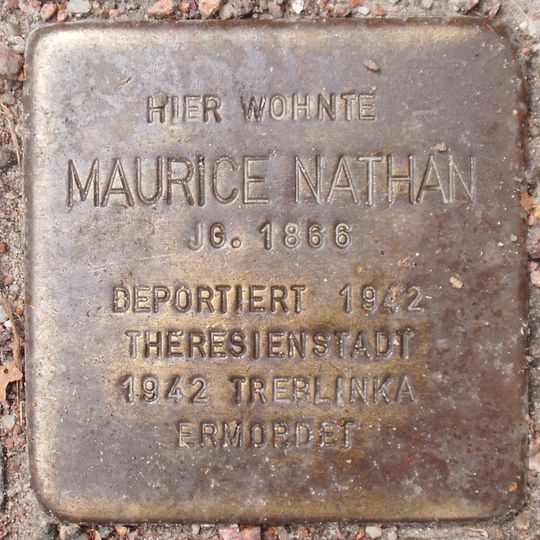 HIER WOHNTE
MAURICE NATHAN
JG. 1866
DEPORTIERT 1942
THERESIENSTADT
1942 TREBLINKA
ERMORDET